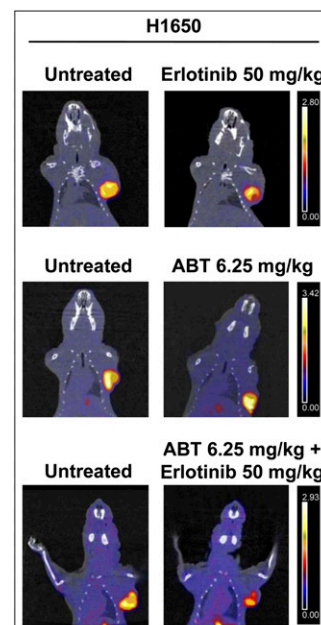 H1650
Untreated
Erlotinib 50 mg/kg
2.80
0.00
Untreated
ABT 6.25 mg/kg
3.42
0.00
Untreated
ABT 6.25 mg/kg +
Erlotinib 50 mg/kg
2.93
0.00